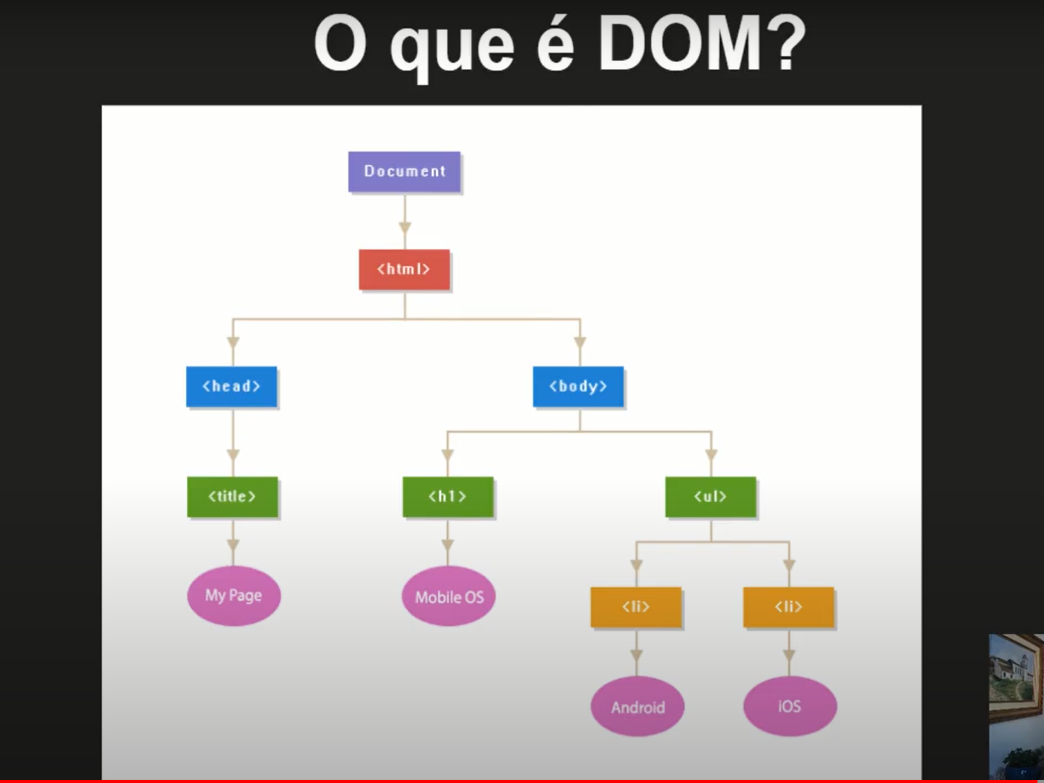 O que é DOM?
Document
<html>
<head>
<body>
<title>
<h1>
<ul>
My Page
Mobile OS
<li>
<li>
Android
iOS